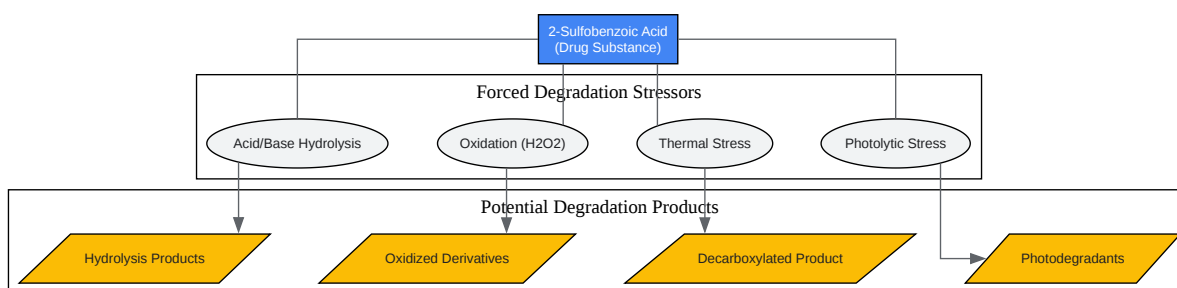 2-Sulfobenzoic Acid
(Drug Substance)
Forced Degradation Stressors
Acid/Base Hydrolysis
Oxidation (H2O2)
Thermal Stress
Photolytic Stress
Potential Degradation Products
Hydrolysis Products
Oxidized Derivatives
Decarboxylated Product
Photodegradants